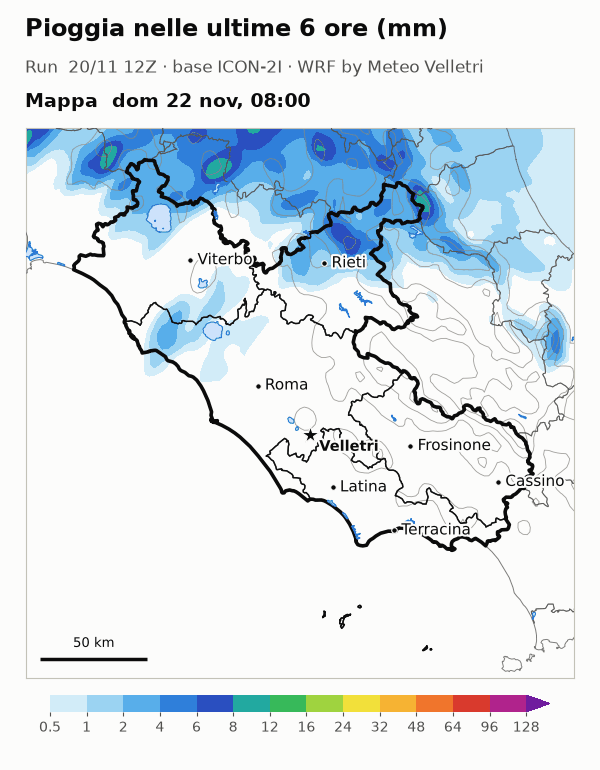 Pioggia nelle ultime 6 ore (mm)
Run 20/11 12Z · base ICON-2I · WRF by Meteo Velletri
Mappa dom 22 nov, 08:00
Viterbo
Rieti
Roma
Velletri
Frosinone
Latina
Cassino
Terracina
50 km
0.5 1 2 4 6 8 12 16 24 32 48 64 96 128